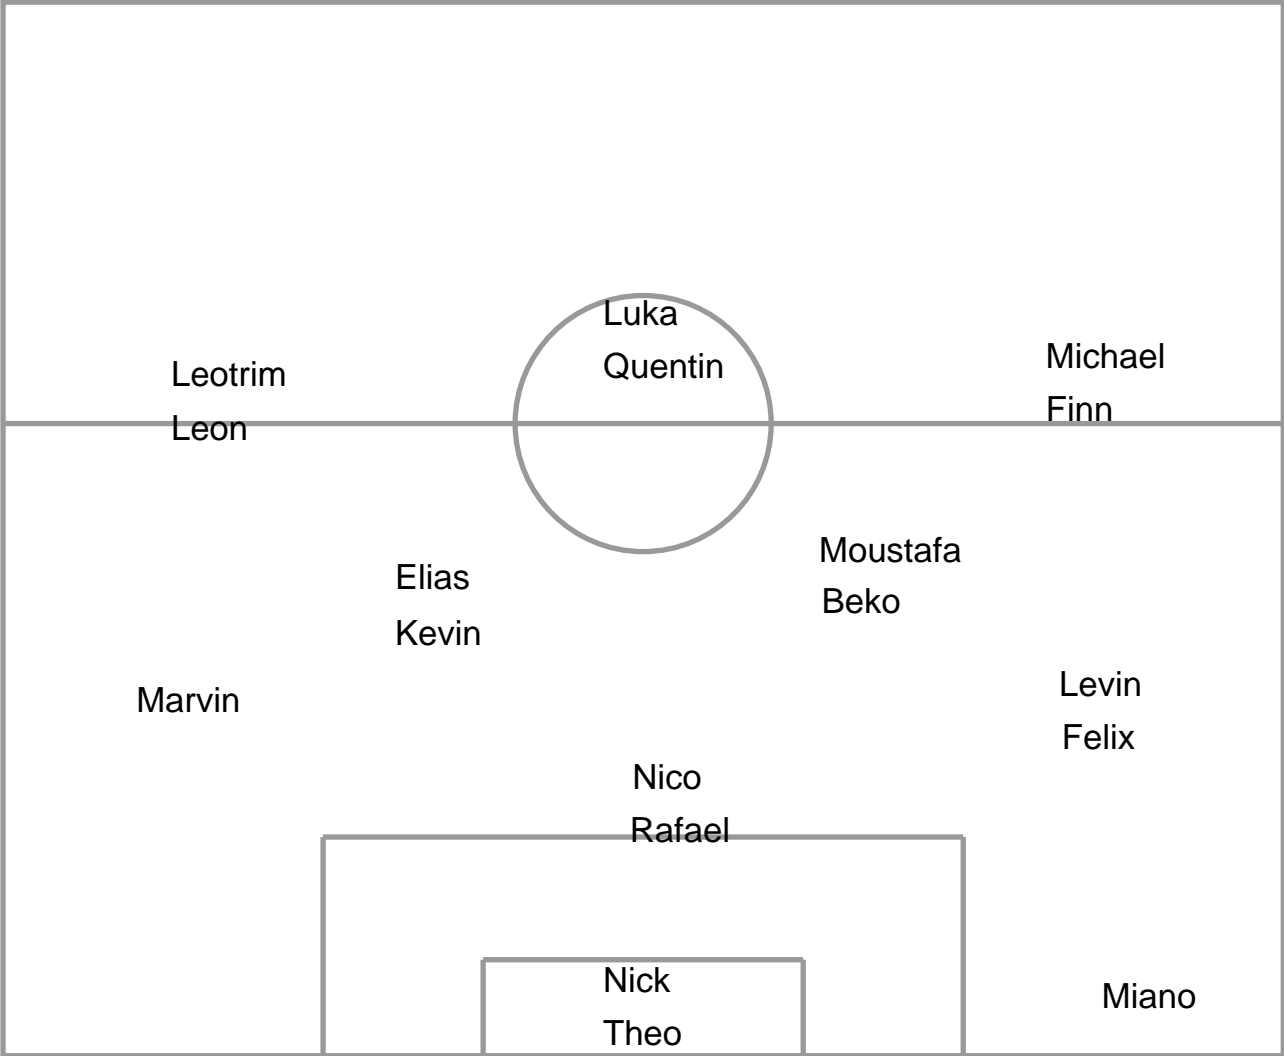 Luka
Quentin
Michael
Finn
Leotrim
Leon
Moustafa
Beko
Elias
Kevin
Levin
Felix
Marvin
Nico
Rafael
Nick
Theo
Miano